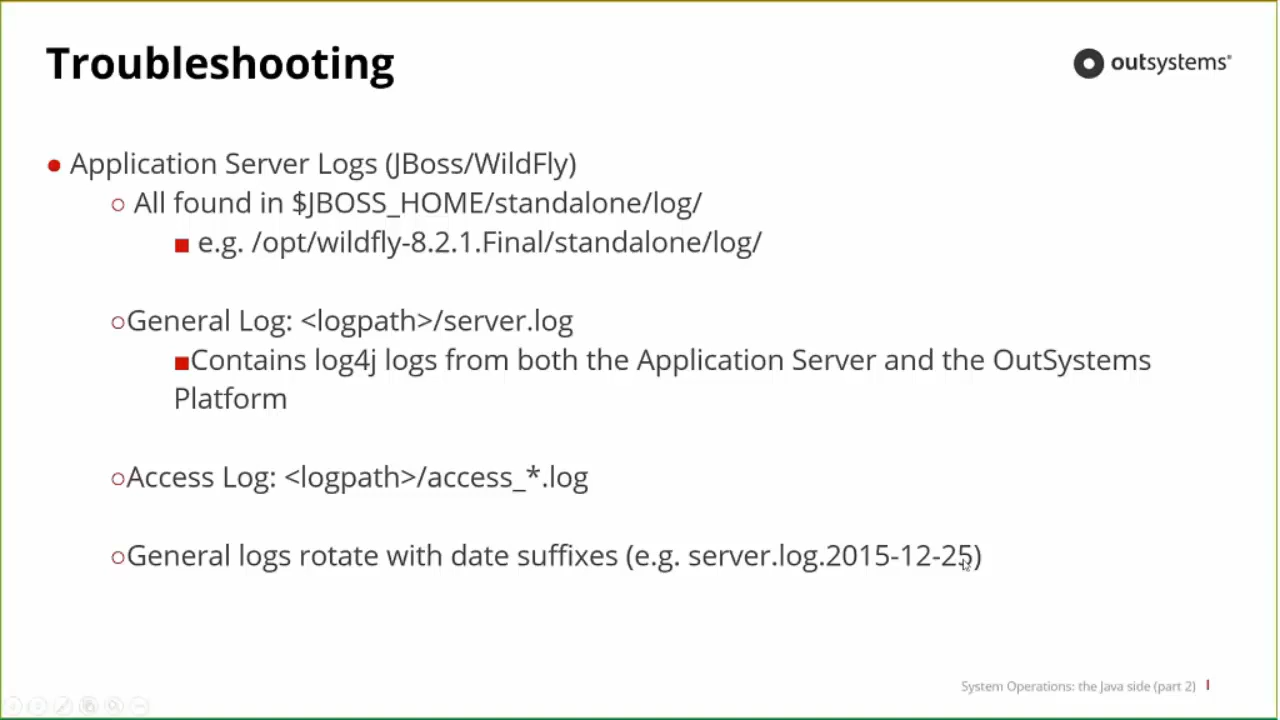 Troubleshooting
outsystems®
● Application Server Logs (JBoss/WildFly)
○ All found in $JBOSS_HOME/standalone/log/
■ e.g. /opt/wildfly-8.2.1.Final/standalone/log/
○General Log: <logpath>/server.log
■Contains log4j logs from both the Application Server and the OutSystems
Platform
○Access Log: <logpath>/access_*.log
○General logs rotate with date suffixes (e.g. server.log.2015-12-25)
System Operations: the Java side (part 2)